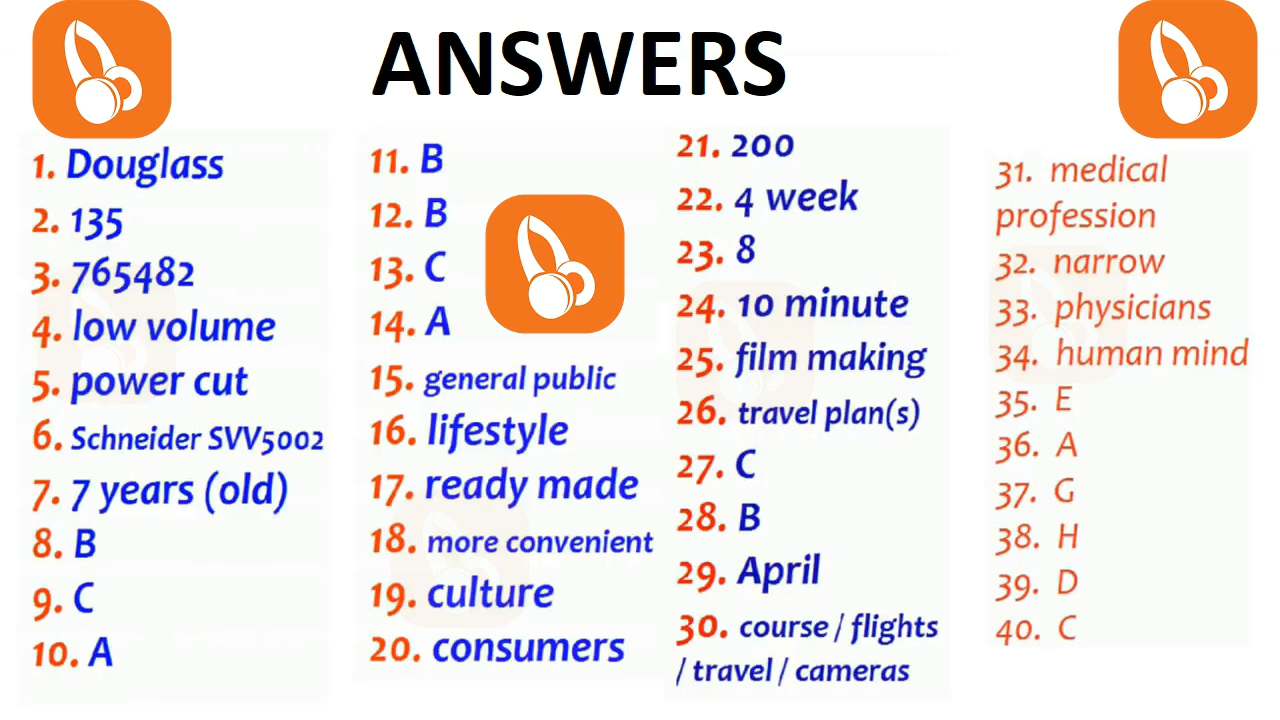 ANSWERS
1. Douglass
2. 135
3. 765482
4. low volume
5. power cut
6. Schneider SVV5002
7. 7 years (old)
8. B
9. C
10. A
11. B
12. B
13. C
14. A
15. general public
16. lifestyle
17. ready made
18. more convenient
19. culture
20. consumers
21. 200
22. 4 week
23. 8
24. 10 minute
25. film making
26. travel plan(s)
27. C
28. B
29. April
30. course / flights
/ travel / cameras
31. medical
profession
32. narrow
33. physicians
34. human mind
35. E
36. A
37. G
38. H
39. D
40. C